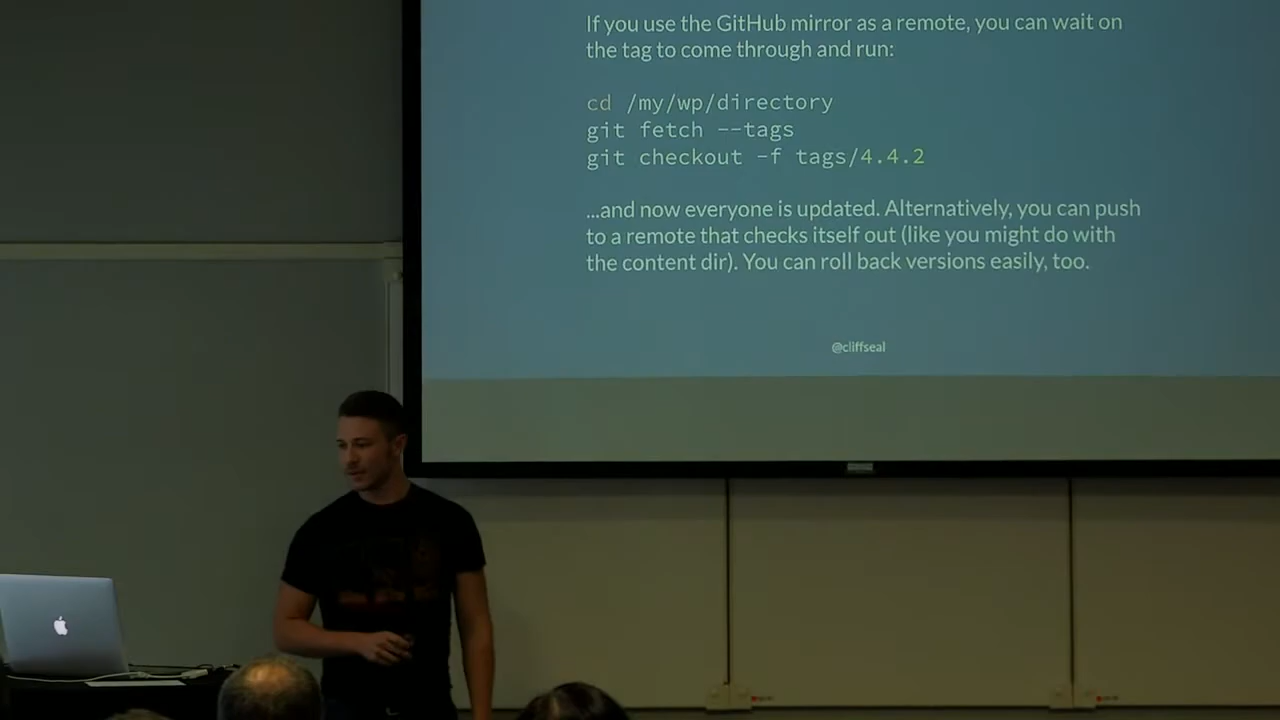 If you use the GitHub mirror as a remote, you can wait on
the tag to come through and run:
cd /my/wp/directory
git fetch --tags
git checkout -f tags/4.4.2
...and now everyone is updated. Alternatively, you can push
to a remote that checks itself out (like you might do with
the content dir). You can roll back versions easily, too.
@cliffseal